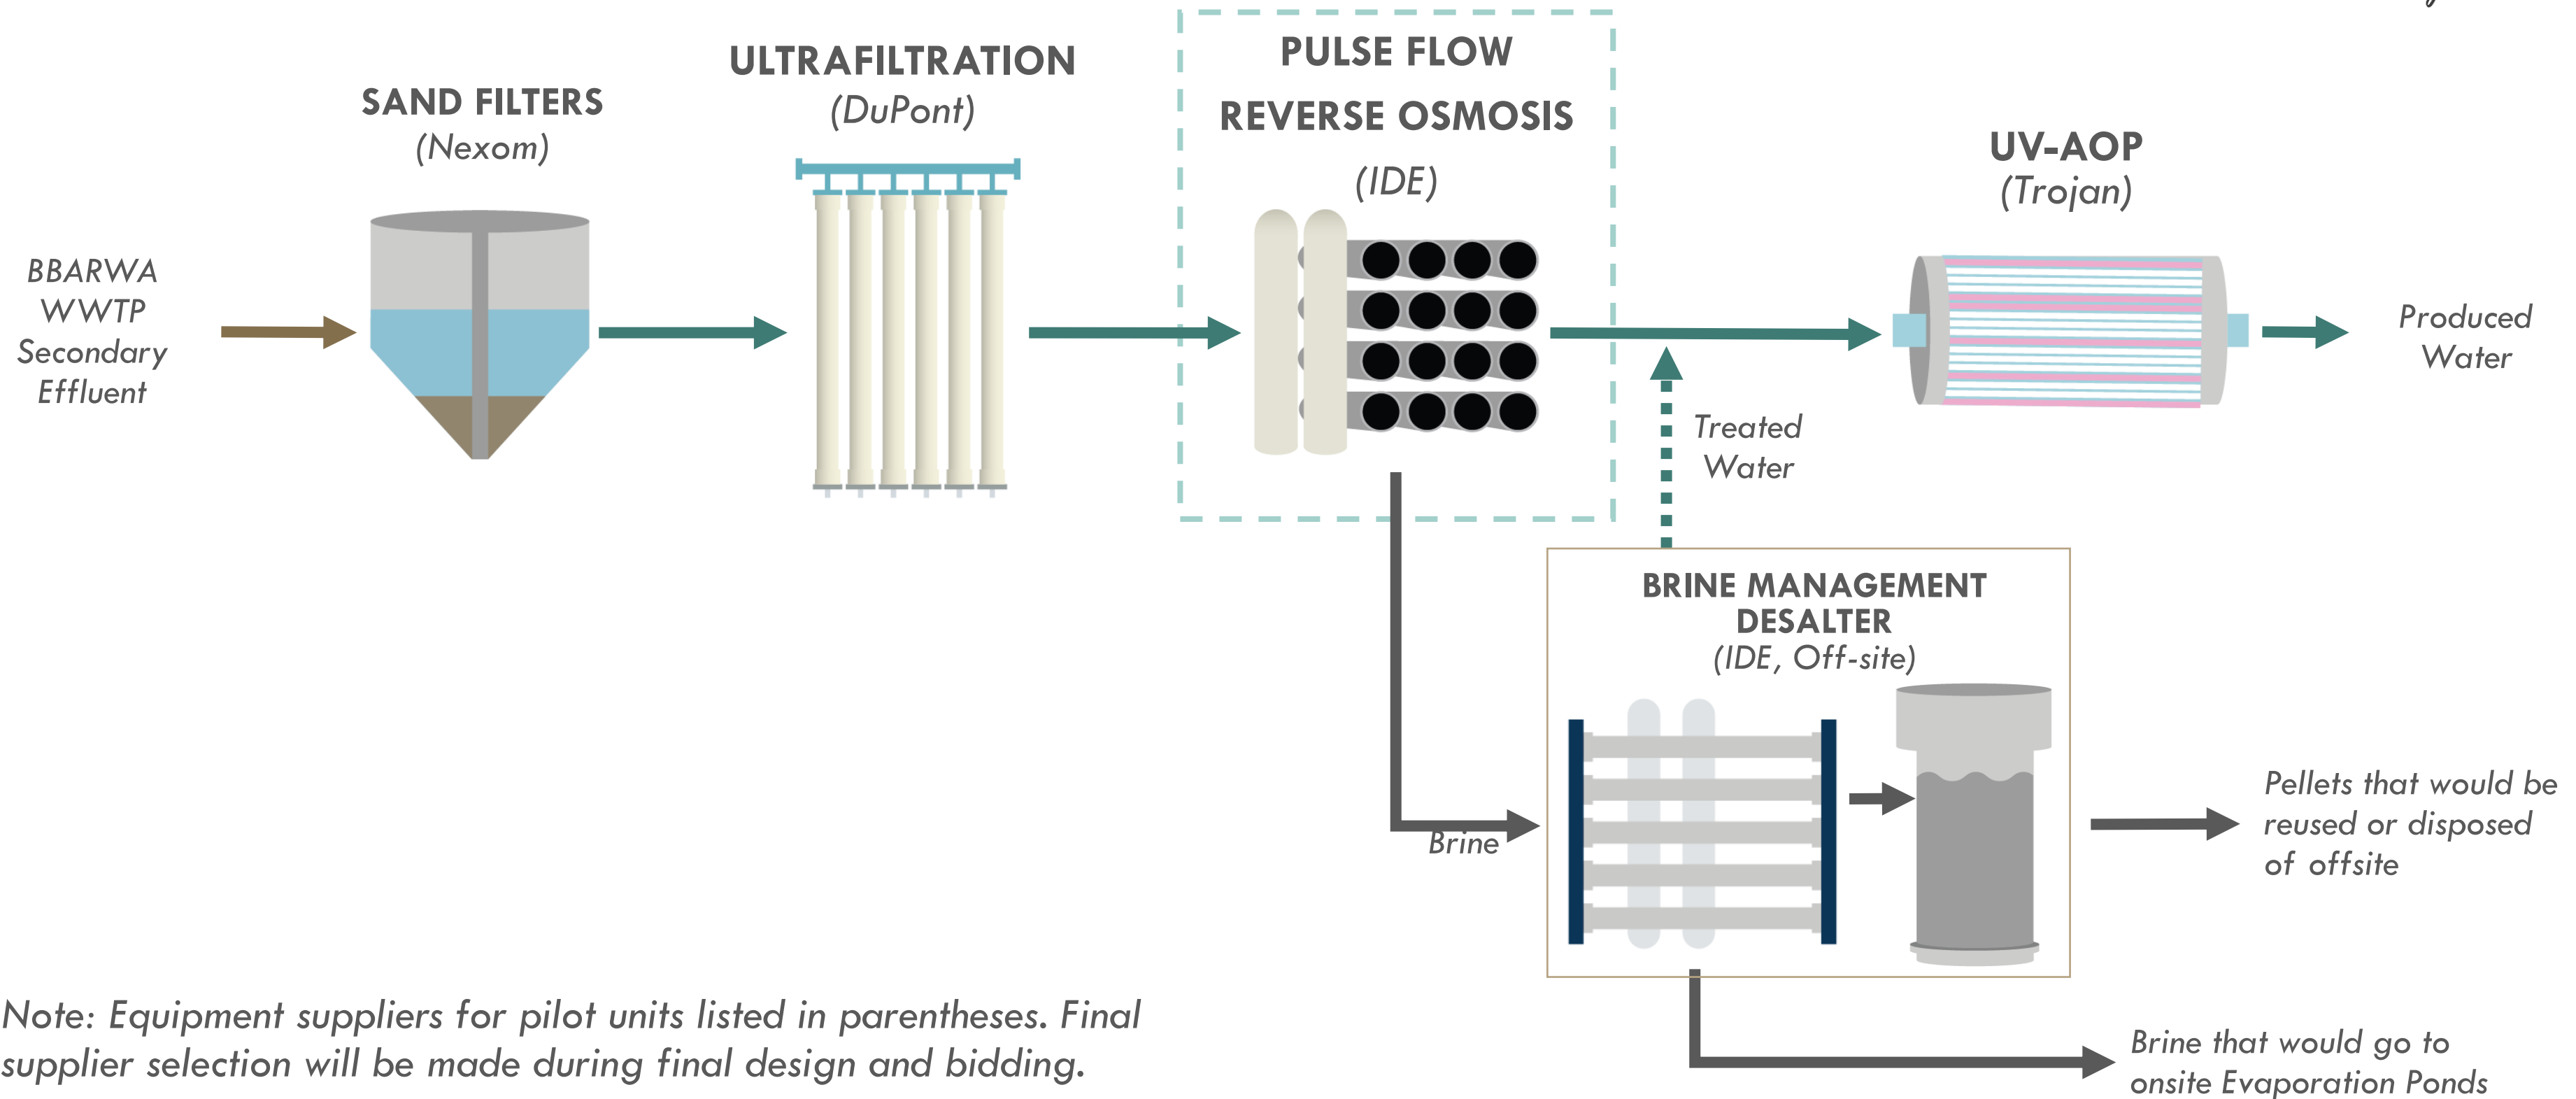 SAND FILTERS
(Nexom)
ULTRAFILTRATION
(DuPont)
PULSE FLOW
REVERSE OSMOSIS
(IDE)
UV-AOP
(Trojan)
BBARWA
WWTP
Secondary
Effluent
Produced
Water
Treated
Water
BRINE MANAGEMENT
DESALTER
(IDE, Off-site)
Brine
Pellets that would be
reused or disposed
of offsite
Brine that would go to
onsite Evaporation Ponds
Note: Equipment suppliers for pilot units listed in parentheses. Final
supplier selection will be made during final design and bidding.